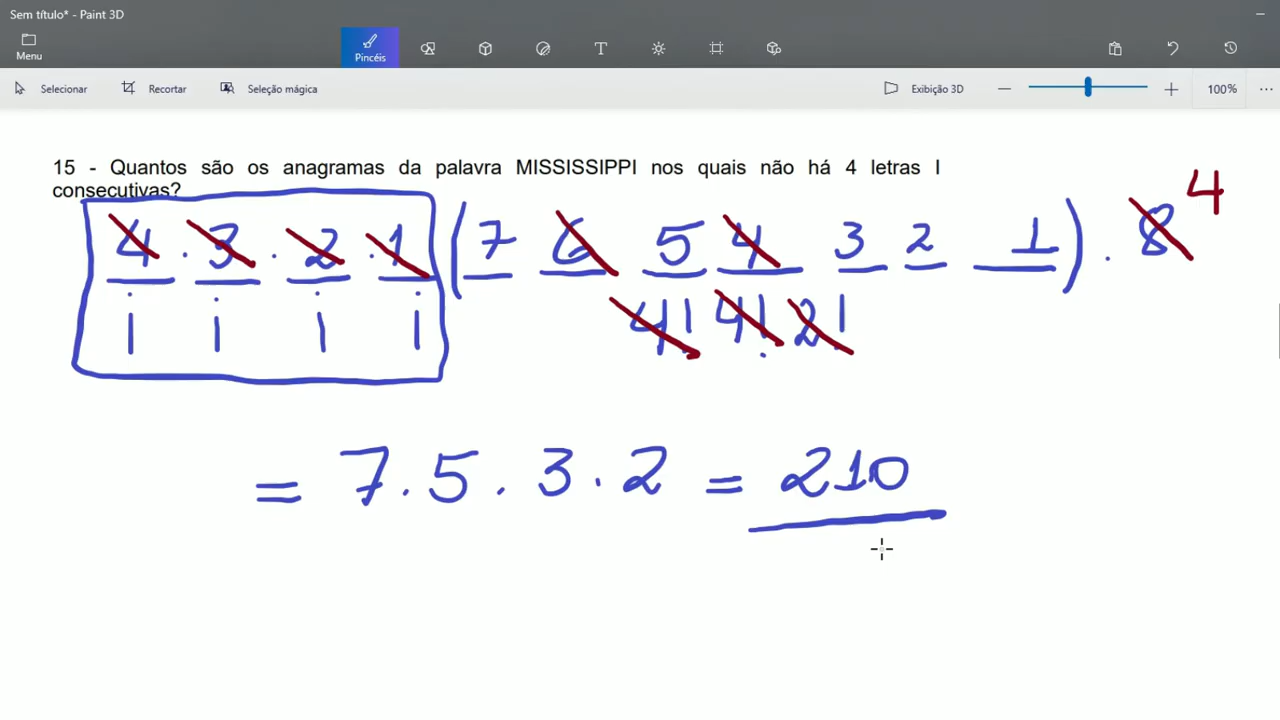 Sem título* - Paint 3D
Menu
Pincéis
T
Selecionar Recortar Seleção mágica Exibição 3D 100% ...
15 - Quantos são os anagramas da palavra MISSISSIPPI nos quais não há 4 letras I
consecutivas?
4 · 3 · 2 · 1 ( 7 6 5 4 3 2 1 ) . 8 4
i i i i 4! 4! 2!
= 7 . 5 . 3 . 2 = 210